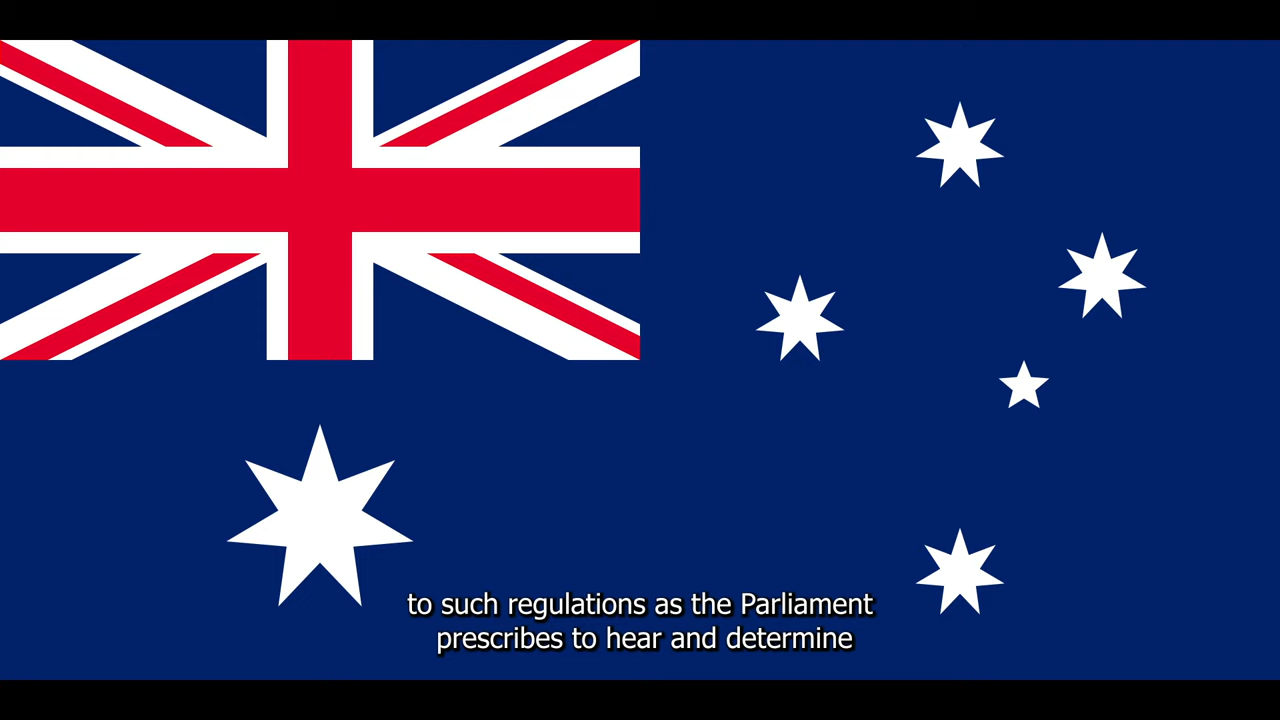 to such regulations as the Parliament
prescribes to hear and determine